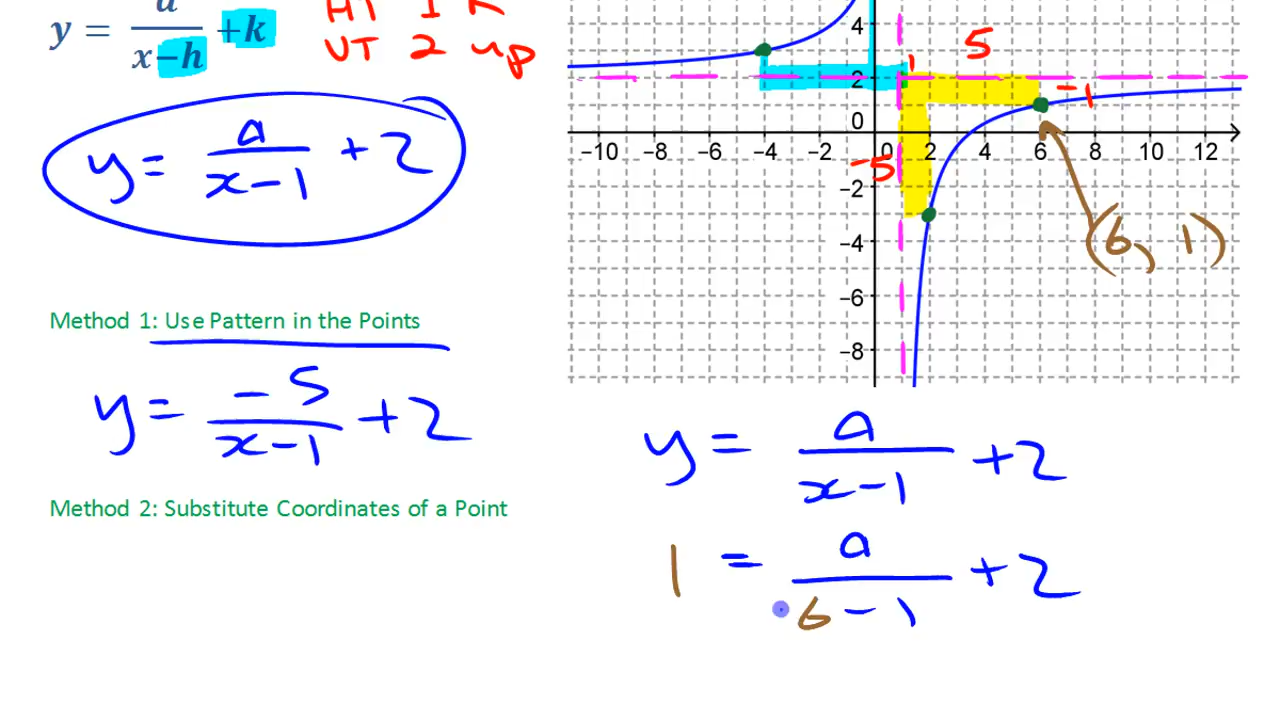 y = a/(x−h) +k
HT 1 R
VT 2 up
y = a/(x−1) +2
Method 1: Use Pattern in the Points
y = −5/(x−1) +2
Method 2: Substitute Coordinates of a Point
4
5
1
2
−1
0
−10 −8 −6 −4 −2 2 4 6 8 10 12
−5
−2
−4
(6, 1)
−6
−8
y = a/(x−1) +2
1 = a/(6−1) +2